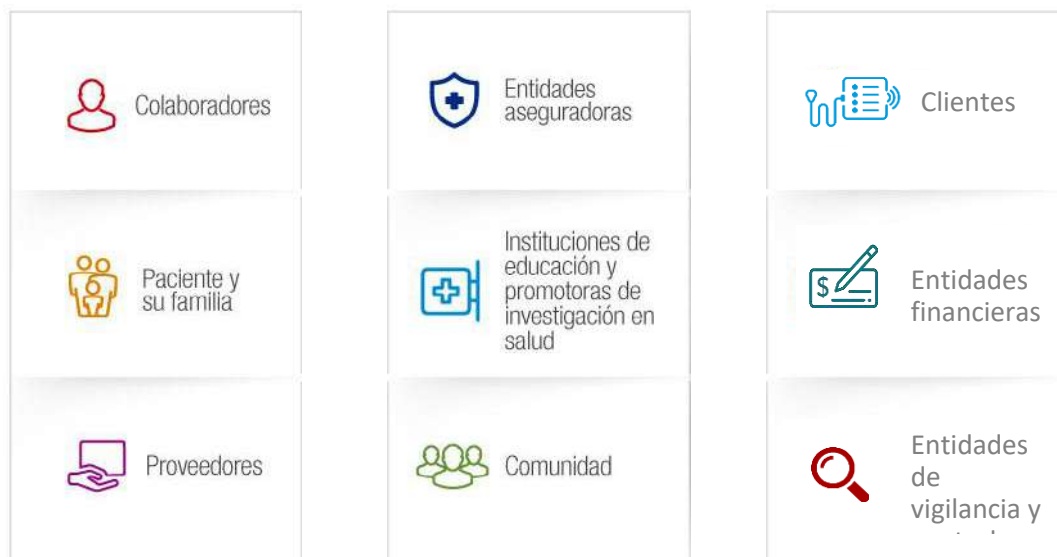 Colaboradores
Entidades
aseguradoras
Clientes
Paciente y
su familia
Instituciones de
educación y
promotoras de
investigación en
salud
$
Entidades
financieras
Proveedores
Comunidad
Entidades
de
vigilancia y